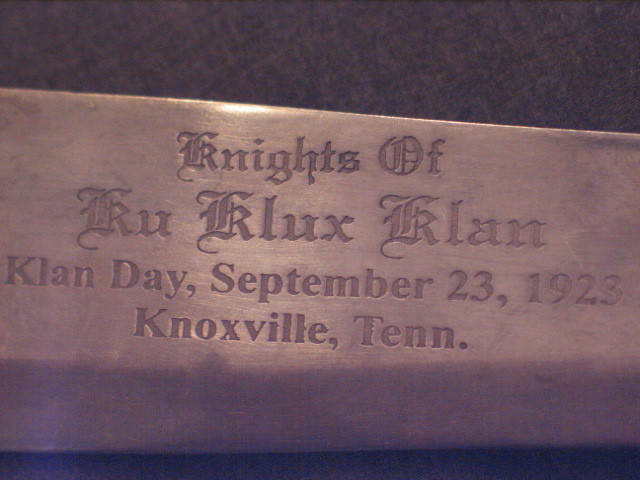 Knights Of
Ku Klux Klan
Klan Day, September 23, 1923
Knoxville, Tenn.